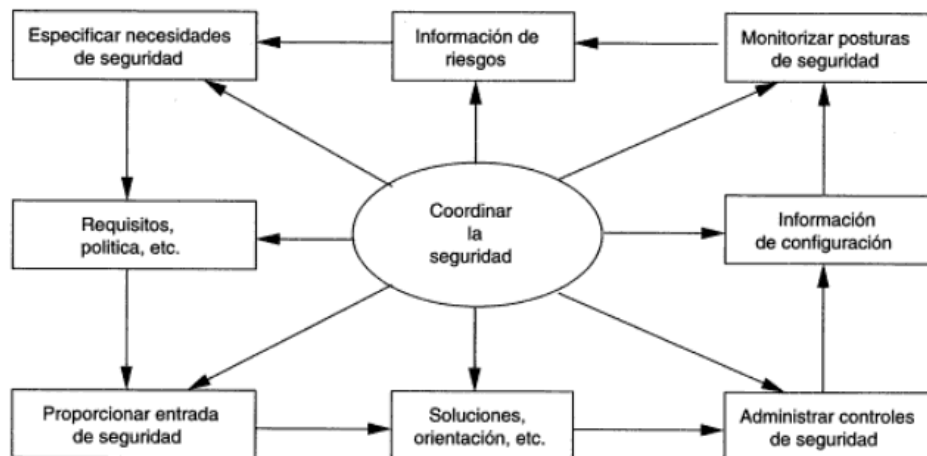 Especificar necesidades
de seguridad
Información de
riesgos
Monitorizar posturas
de seguridad
Requisitos,
politica, etc.
Coordinar
la
seguridad
Información
de configuración
Proporcionar entrada
de seguridad
Soluciones,
orientación, etc.
Administrar controles
de seguridad